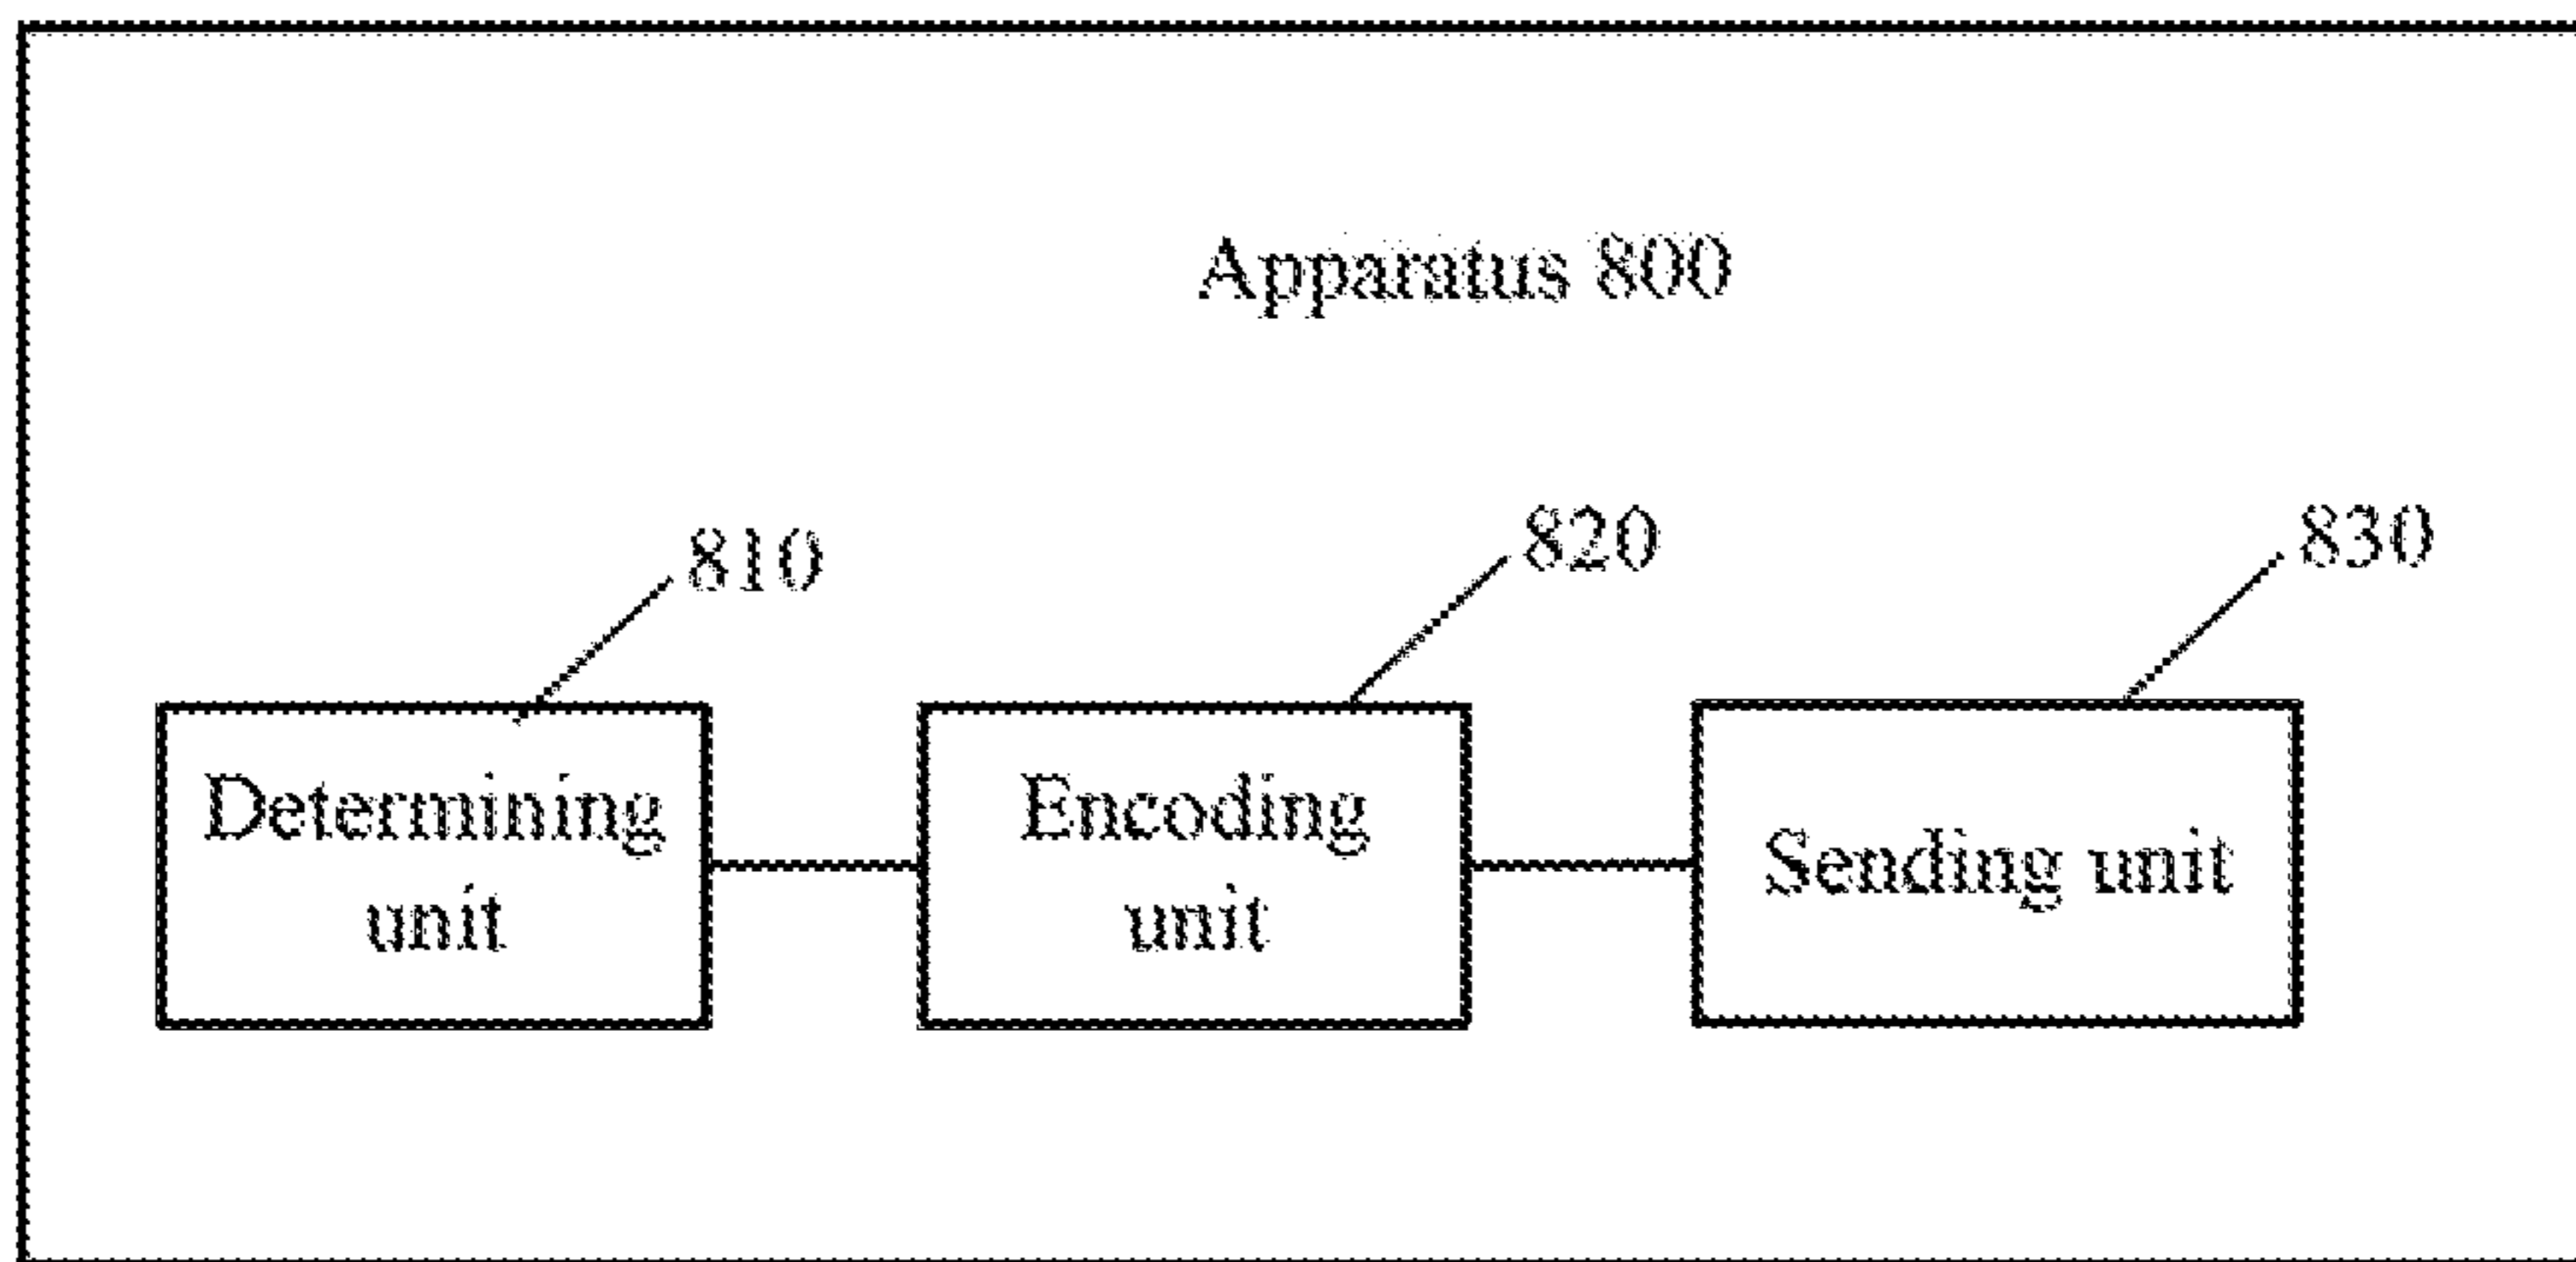 Apparatus 800
810
820
830
Determining
unit
Encoding
unit
Sending unit